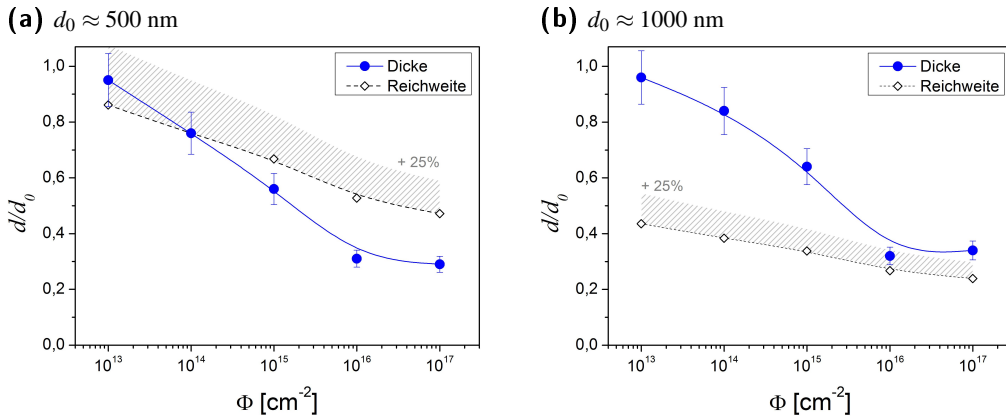 (a) d₀ ≈ 500 nm
Dicke
Reichweite
+ 25%
1,0
0,8
0,6
0,4
0,2
0,0
d/d₀
10¹³ 10¹⁴ 10¹⁵ 10¹⁶ 10¹⁷
Φ [cm⁻²]
(b) d₀ ≈ 1000 nm
Dicke
Reichweite
+ 25%
1,0
0,8
0,6
0,4
0,2
0,0
d/d₀
10¹³ 10¹⁴ 10¹⁵ 10¹⁶ 10¹⁷
Φ [cm⁻²]